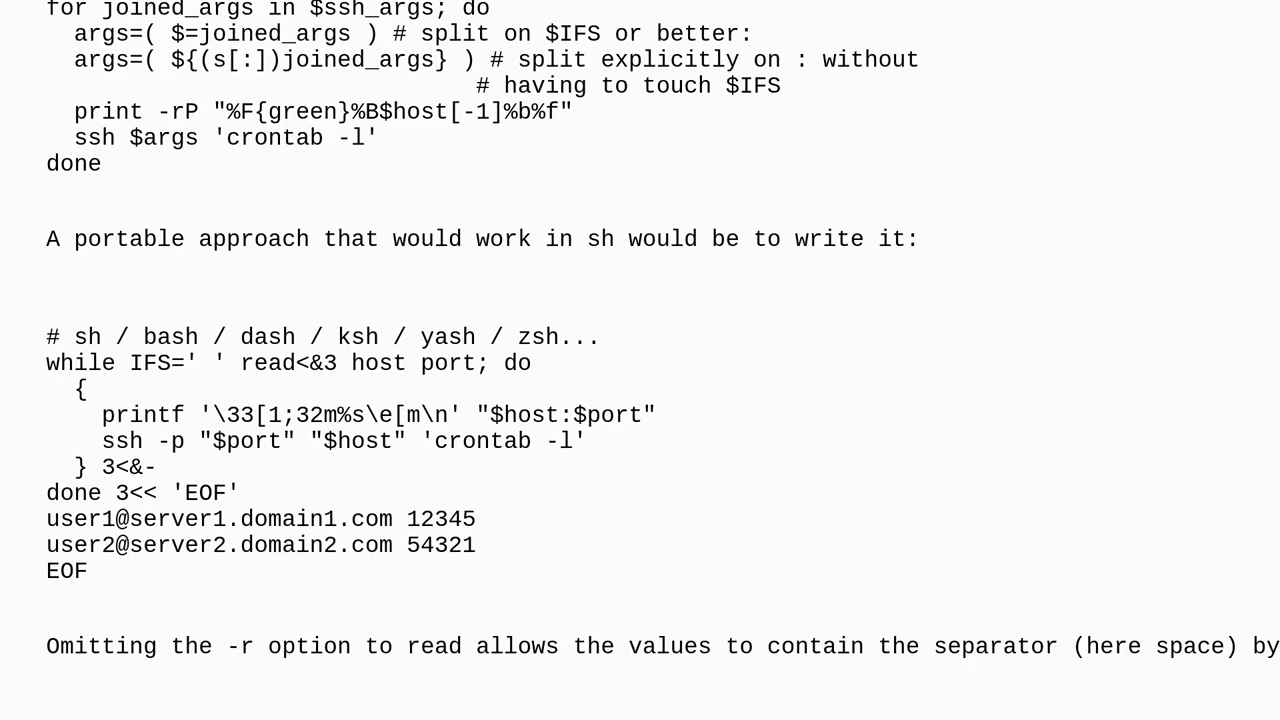 for joined_args in $ssh_args; do
  args=( $=joined_args ) # split on $IFS or better:
  args=( ${(s[:])joined_args} ) # split explicitly on : without
                               # having to touch $IFS
  print -rP "%F{green}%B$host[-1]%b%f"
  ssh $args 'crontab -l'
done
A portable approach that would work in sh would be to write it:
# sh / bash / dash / ksh / yash / zsh...
while IFS=' ' read<&3 host port; do
  {
    printf '\33[1;32m%s\e[m\n' "$host:$port"
    ssh -p "$port" "$host" 'crontab -l'
  } 3<&-
done 3<< 'EOF'
user1@server1.domain1.com 12345
user2@server2.domain2.com 54321
EOF
Omitting the -r option to read allows the values to contain the separator (here space) by